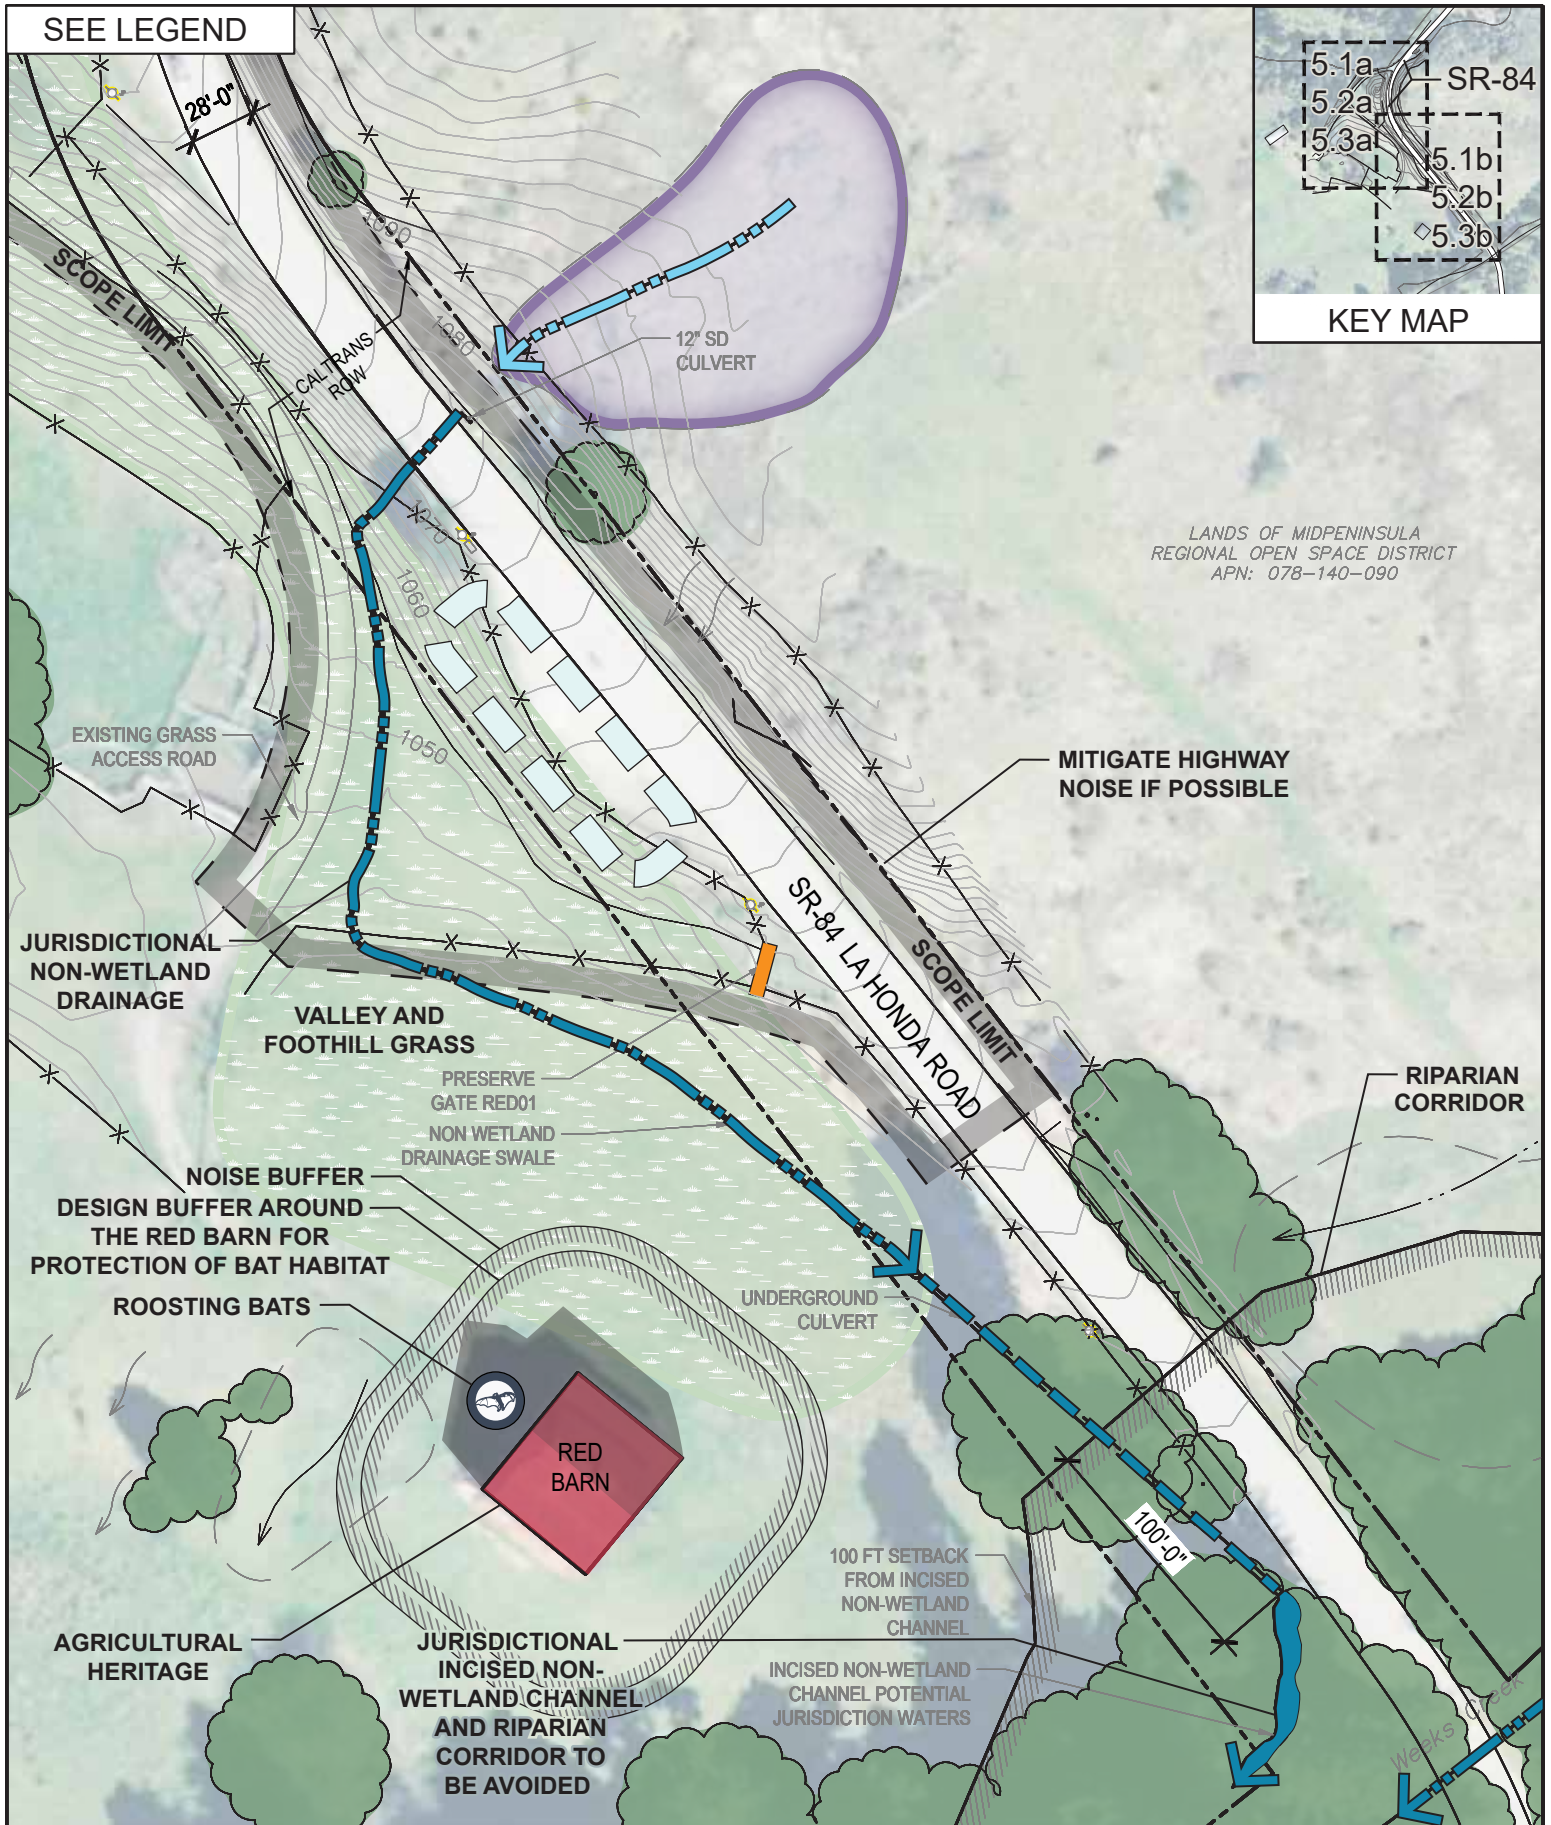 SEE LEGEND
28'-0"
5.1a
5.2a
5.3a
SR-84
5.1b
5.2b
5.3b
KEY MAP
1090
SCOPE LIMIT
CALTRANS
ROW
1080
12" SD
CULVERT
1070
LANDS OF MIDPENINSULA
REGIONAL OPEN SPACE DISTRICT
APN: 078-140-090
1060
EXISTING GRASS
ACCESS ROAD
1050
MITIGATE HIGHWAY
NOISE IF POSSIBLE
SR-84 LA HONDA ROAD
SCOPE LIMIT
JURISDICTIONAL
NON-WETLAND
DRAINAGE
VALLEY AND
FOOTHILL GRASS
PRESERVE
GATE RED01
NON WETLAND
DRAINAGE SWALE
RIPARIAN
CORRIDOR
NOISE BUFFER
DESIGN BUFFER AROUND
THE RED BARN FOR
PROTECTION OF BAT HABITAT
ROOSTING BATS
UNDERGROUND
CULVERT
RED
BARN
100'-0"
100 FT SETBACK
FROM INCISED
NON-WETLAND
CHANNEL
AGRICULTURAL
HERITAGE
JURISDICTIONAL
INCISED NON-
WETLAND CHANNEL
AND RIPARIAN
CORRIDOR TO
BE AVOIDED
INCISED NON-WETLAND
CHANNEL POTENTIAL
JURISDICTION WATERS
Weeks Creek